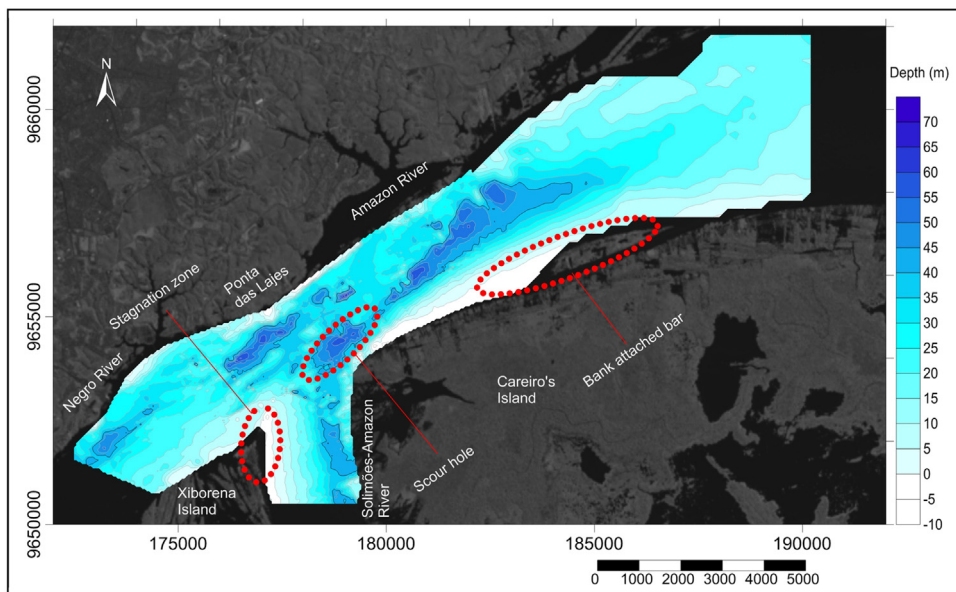 N
Depth (m)
70
65
60
55
50
45
40
35
30
25
20
15
10
5
0
-5
-10
9660000
9655000
9650000
Amazon River
Ponta
das Lajes
Stagnation zone
Negro River
Xiborena
Island
Solimões-Amazon
River
Scour hole
Careiro's
Island
Bank attached bar
175000
180000
185000
190000
0 1000 2000 3000 4000 5000